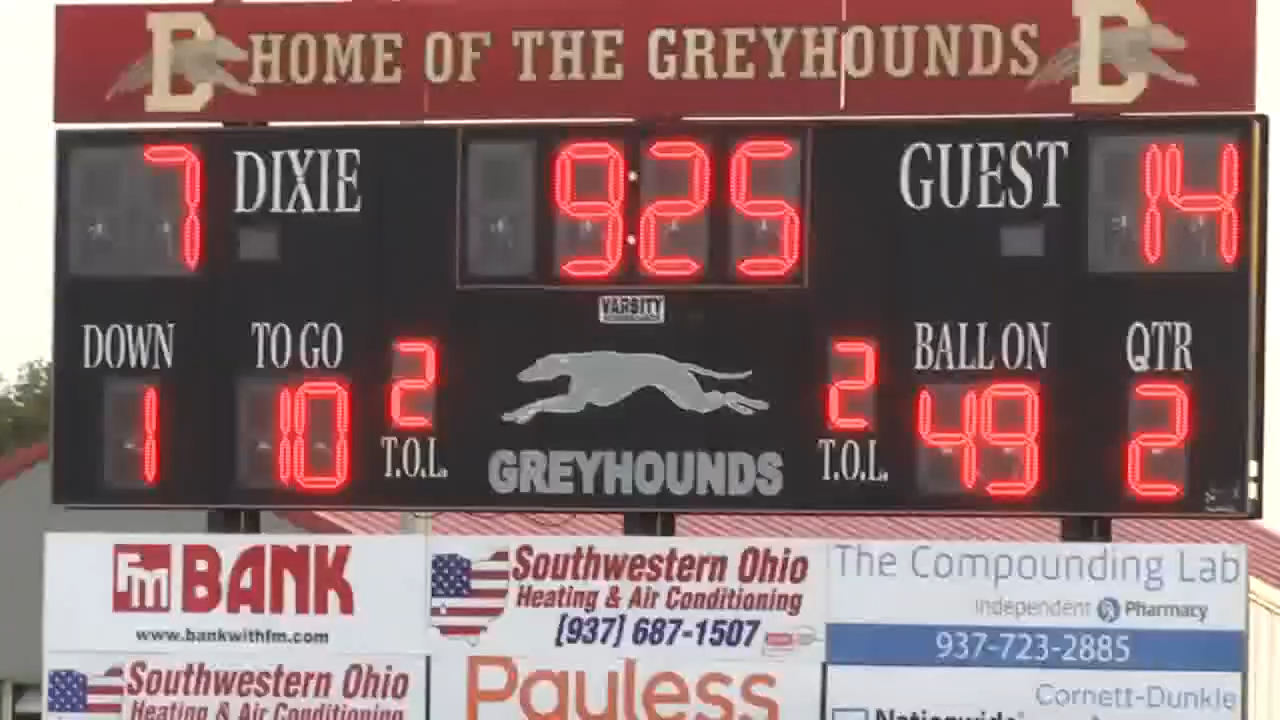 D HOME OF THE GREYHOUNDS D
7 DIXIE 9:25 GUEST 14
VARSITY
DOWN TO GO 2 2 BALL ON QTR
1 10 T.O.L. T.O.L. 49 2
GREYHOUNDS
Fm BANK
www.bankwithfm.com
Southwestern Ohio
Heating & Air Conditioning
[937] 687-1507
The Compounding Lab
Independent Pharmacy
937-723-2885
Southwestern Ohio
Heating & Air Conditioning
Payless
Cornett-Dunkle
Nationwide